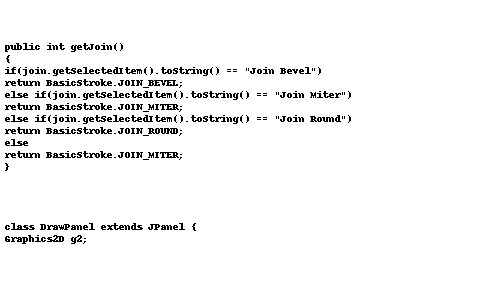 public int getJoin()
{
if(join.getSelectedItem().toString() == "Join Bevel")
return BasicStroke.JOIN_BEVEL;
else if(join.getSelectedItem().toString() == "Join Miter")
return BasicStroke.JOIN_MITER;
else if(join.getSelectedItem().toString() == "Join Round")
return BasicStroke.JOIN_ROUND;
else
return BasicStroke.JOIN_MITER;
}
class DrawPanel extends JPanel {
Graphics2D g2;